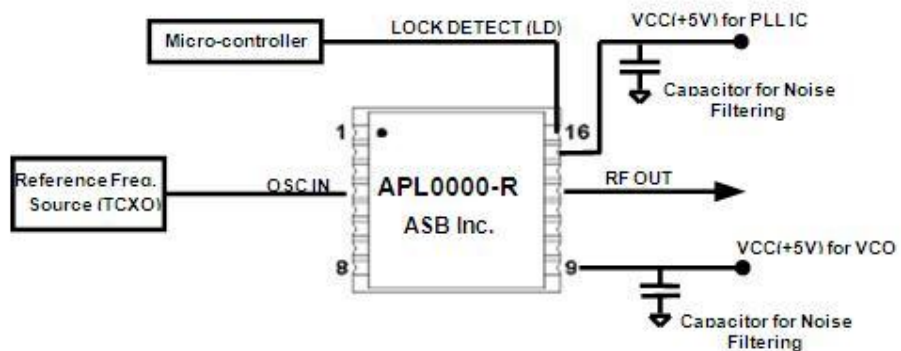 VCC(+5V) for PLL IC
LOCK DETECT (LD)
Micro-controller
Capacitor for Noise
Filtering
1
16
Reference Freq.
Source (TCXO)
OSC IN
APL0000-R
RF OUT
ASB Inc.
VCC(+5V) for VCO
8
9
Capacitor for Noise
Filtering